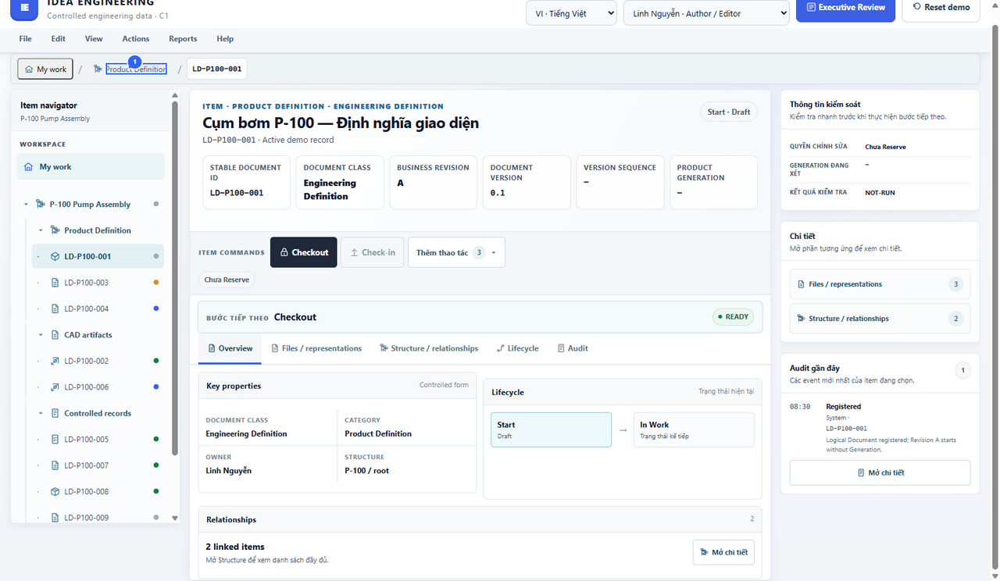 IE
IDEA ENGINEERING
Controlled engineering data · C1
VI · Tiếng Việt
Linh Nguyễn · Author / Editor
Executive Review
Reset demo
File Edit View Actions Reports Help
My work / Product Definition / LD-P100-001
1
Item navigator
P-100 Pump Assembly
WORKSPACE
My work
P-100 Pump Assembly
Product Definition
LD-P100-001
LD-P100-003
LD-P100-004
CAD artifacts
LD-P100-002
LD-P100-006
Controlled records
LD-P100-005
LD-P100-007
LD-P100-008
LD-P100-009
ITEM · PRODUCT DEFINITION · ENGINEERING DEFINITION
Cụm bơm P-100 — Định nghĩa giao diện
LD-P100-001 · Active demo record
Start · Draft
STABLE DOCUMENT ID
LD-P100-001
DOCUMENT CLASS
Engineering Definition
BUSINESS REVISION
A
DOCUMENT VERSION
0.1
VERSION SEQUENCE
—
PRODUCT GENERATION
—
ITEM COMMANDS
Checkout
Check-in
Thêm thao tác 3
Chưa Reserve
BƯỚC TIẾP THEO Checkout
READY
Overview
Files / representations
Structure / relationships
Lifecycle
Audit
Key properties
Controlled form
DOCUMENT CLASS
Engineering Definition
CATEGORY
Product Definition
OWNER
Linh Nguyễn
STRUCTURE
P-100 / root
Lifecycle
Trạng thái hiện tại
Start
Draft
→
In Work
Trạng thái kế tiếp
Relationships
2
2 linked items
Mở Structure để xem danh sách đầy đủ.
Mở chi tiết
Thông tin kiểm soát
Kiểm tra nhanh trước khi thực hiện bước tiếp theo.
QUYỀN CHỈNH SỬA
Chưa Reserve
GENERATION ĐANG XÉT
—
KẾT QUẢ KIỂM TRA
NOT-RUN
Chi tiết
Mở phần tương ứng để xem chi tiết.
Files / representations 3
Structure / relationships 2
Audit gần đây
1
Các event mới nhất của item đang chọn.
08:30
Registered
System ·
LD-P100-001
Logical Document registered; Revision A starts
without Generation.
Mở chi tiết